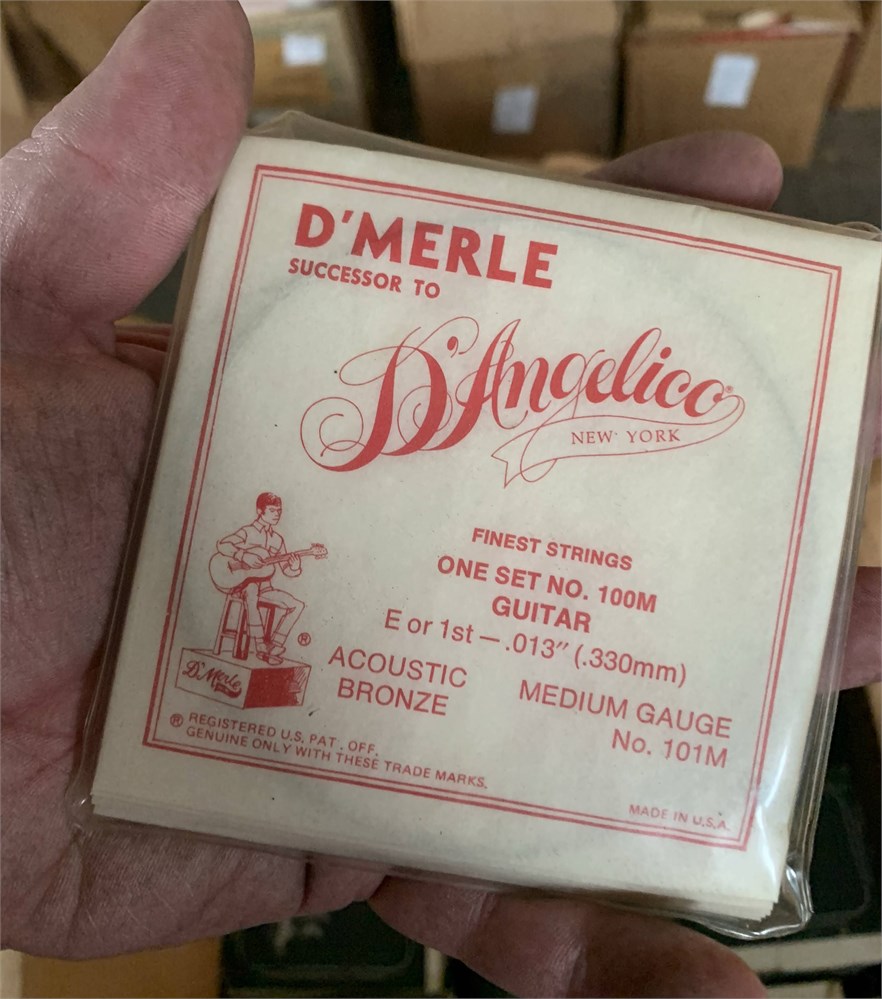 D'MERLE
SUCCESSOR TO
D'Angelico®
NEW YORK
FINEST STRINGS
ONE SET NO. 100M
GUITAR
E or 1st — .013″ (.330mm)
ACOUSTIC
BRONZE
MEDIUM GAUGE
No. 101M
®
D'Merle
® REGISTERED U.S. PAT. OFF.
GENUINE ONLY WITH THESE TRADE MARKS.
MADE IN U.S.A.